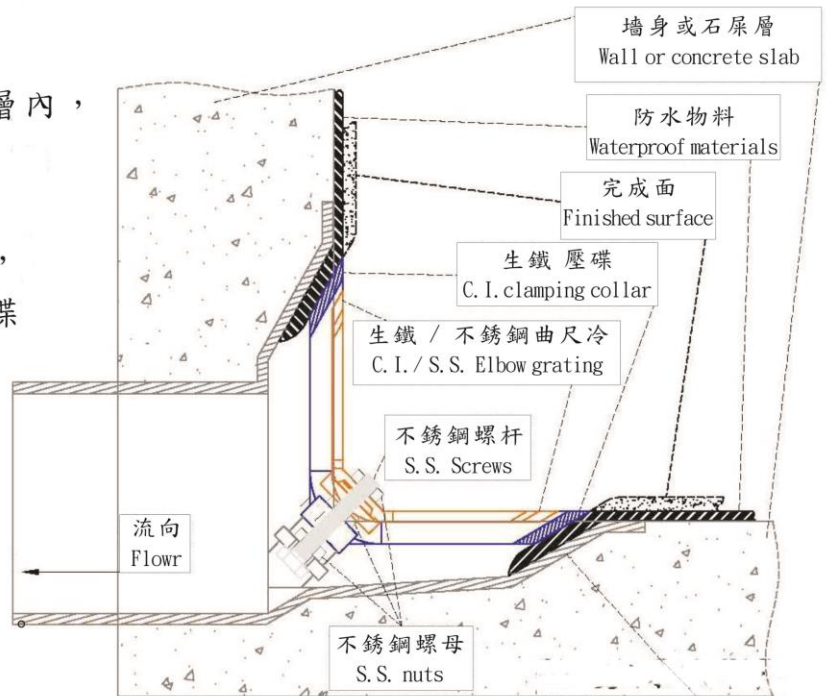 層內，
，
碟
墻身或石屎層
Wall or concrete slab
防水物料
Waterproof materials
完成面
Finished surface
生鐵 壓碟
C.I.clamping collar
生鐵 / 不銹鋼曲尺冷
C.I./S.S. Elbow grating
不銹鋼螺杆
S.S. Screws
流向
Flowr
不銹鋼螺母
S.S. nuts